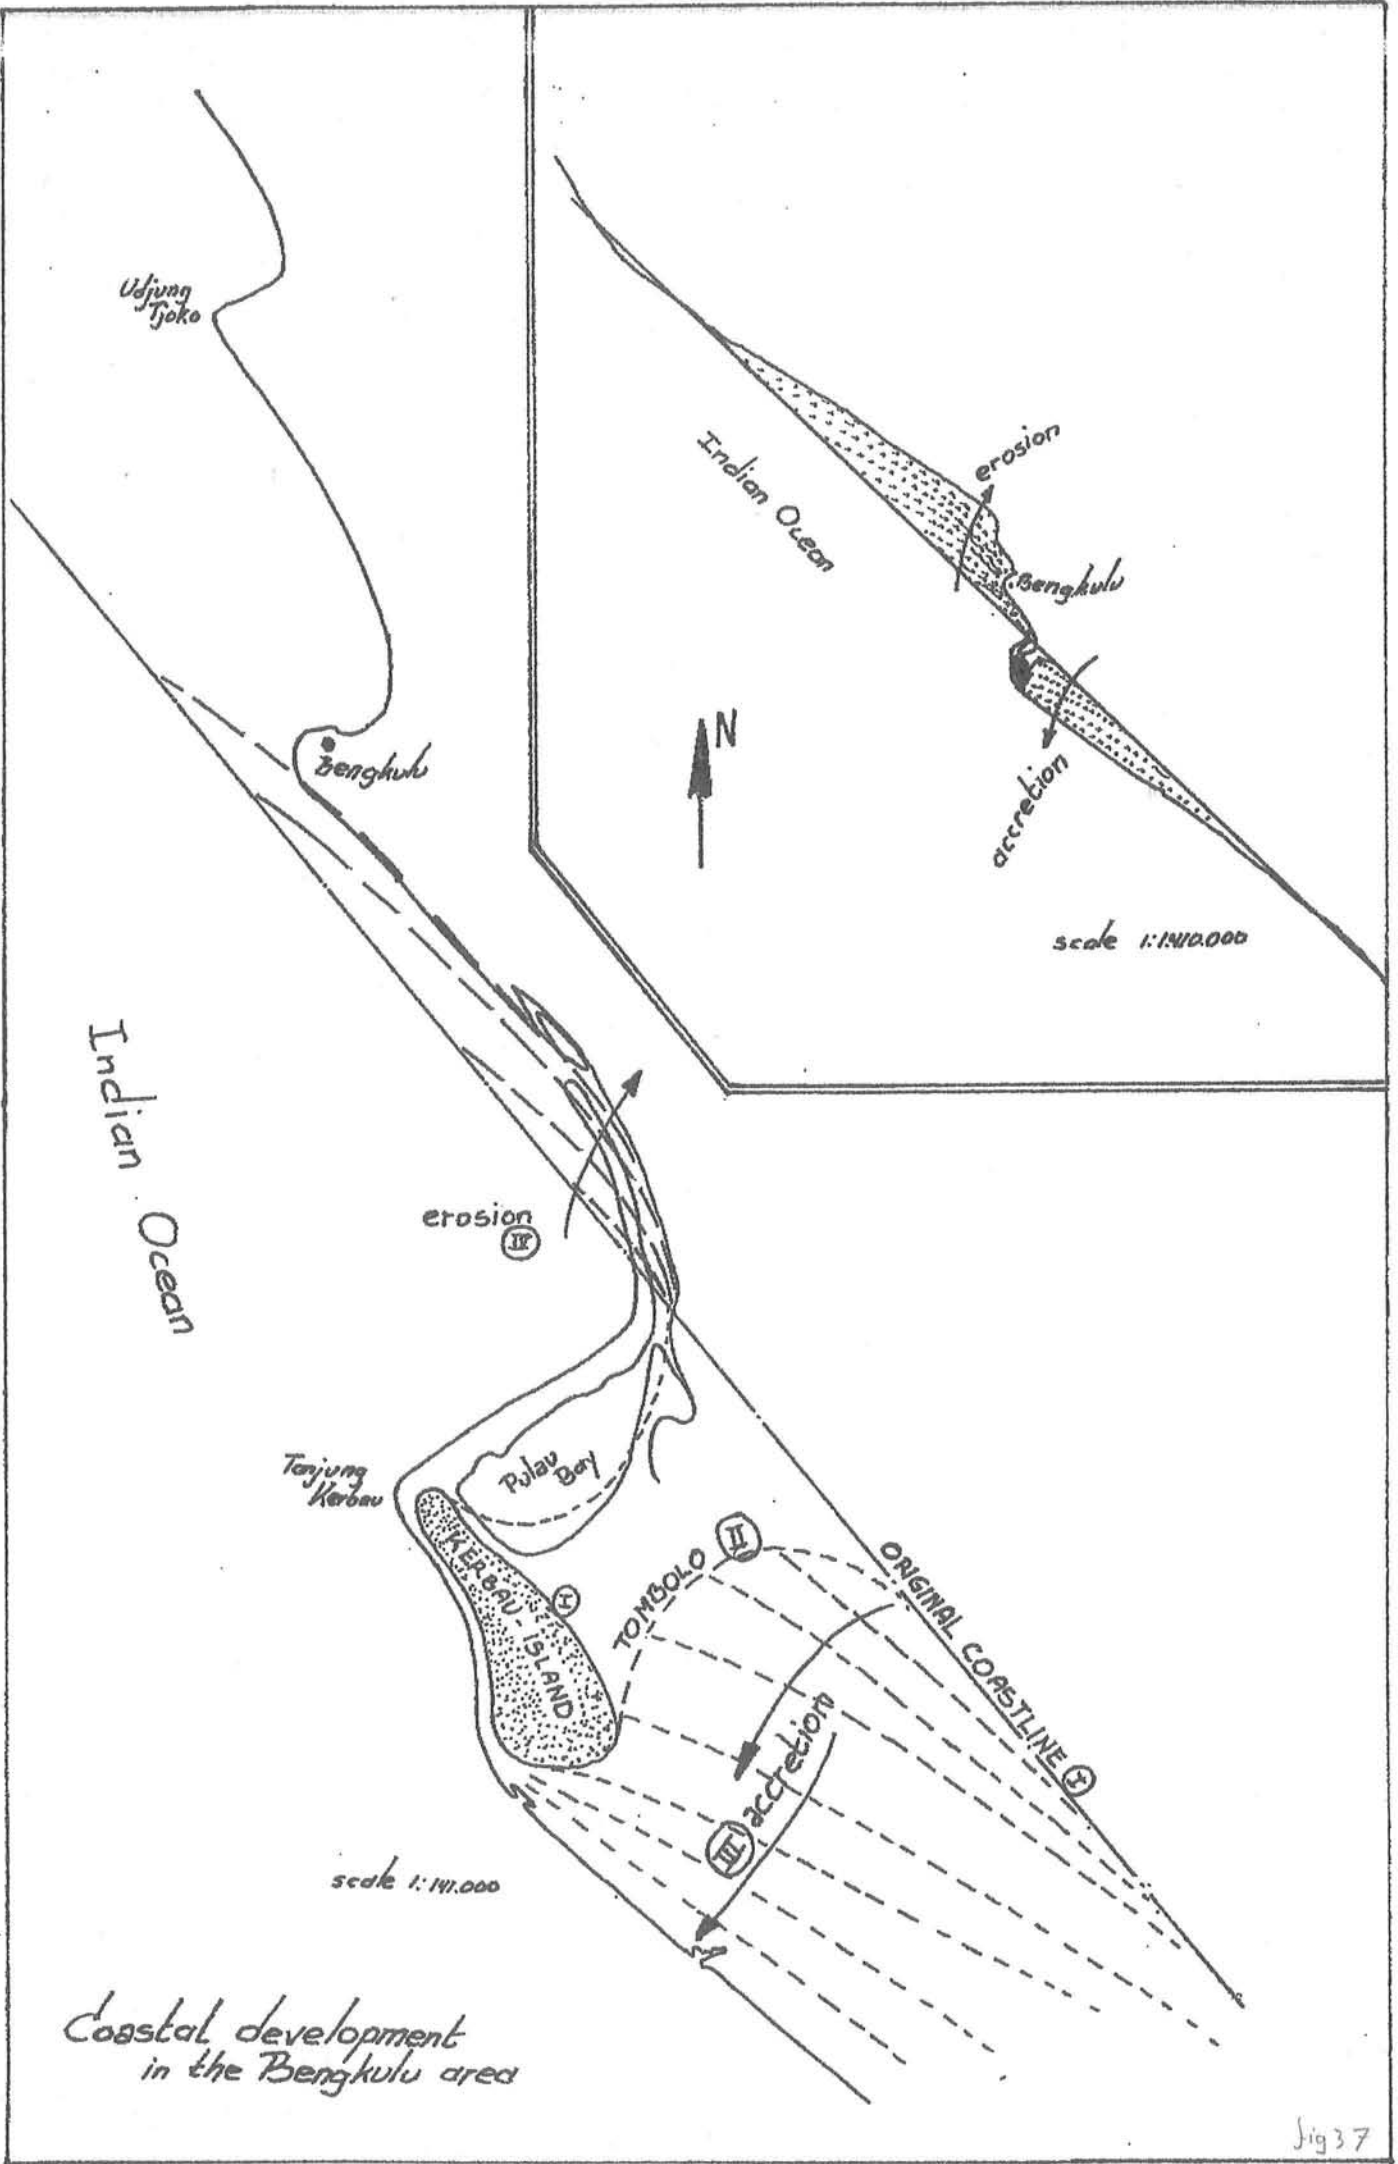 Udjung
Tjoko
Bengkulu
Indian Ocean
erosion
IV
Tanjung
Kerbau
Pulau
Bay
KERBAU-ISLAND
I
TOMBOLO II
ORIGINAL COASTLINE I
III accretion
scale 1:141.000
Coastal development
in the Bengkulu area
Indian Ocean
erosion
Bengkulu
accretion
N
scale 1:1.410.000
fig 37